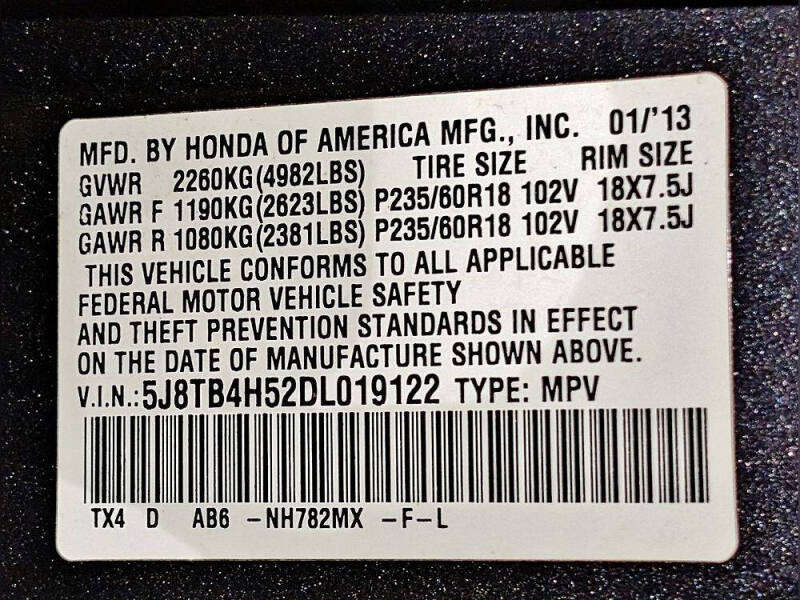 MFD. BY HONDA OF AMERICA MFG., INC. 01/'13
GVWR 2260KG(4982LBS) TIRE SIZE RIM SIZE
GAWR F 1190KG(2623LBS) P235/60R18 102V 18X7.5J
GAWR R 1080KG(2381LBS) P235/60R18 102V 18X7.5J
THIS VEHICLE CONFORMS TO ALL APPLICABLE
FEDERAL MOTOR VEHICLE SAFETY
AND THEFT PREVENTION STANDARDS IN EFFECT
ON THE DATE OF MANUFACTURE SHOWN ABOVE.
V.I.N.:5J8TB4H52DL019122 TYPE: MPV
TX4 D AB6 -NH782MX -F-L